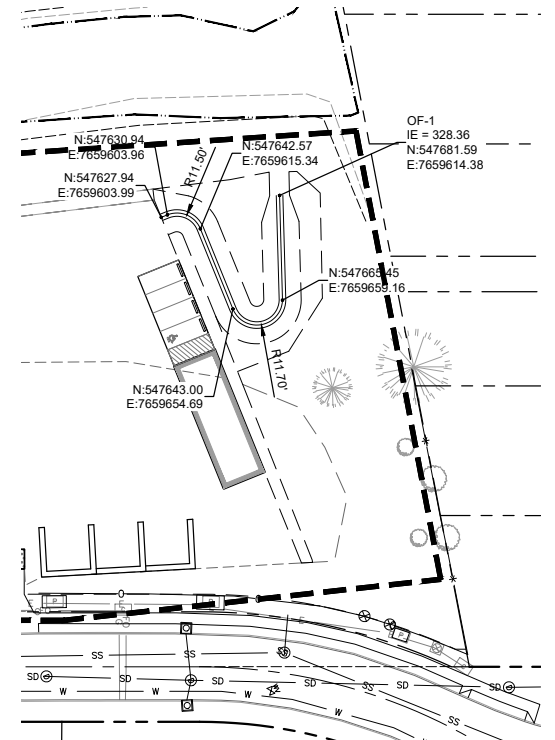 OF-1
IE = 328.36
N:547681.59
E:7659614.38
N:547630.94
E:7659603.96
N:547642.57
E:7659615.34
R11.50'
N:547627.94
E:7659603.99
N:547665.45
E:7659659.16
R11.70'
N:547643.00
E:7659654.69
P
P
P
E
SS
SS
SS
SS
SD
SD
SD
SD
SD
W
W
W
W